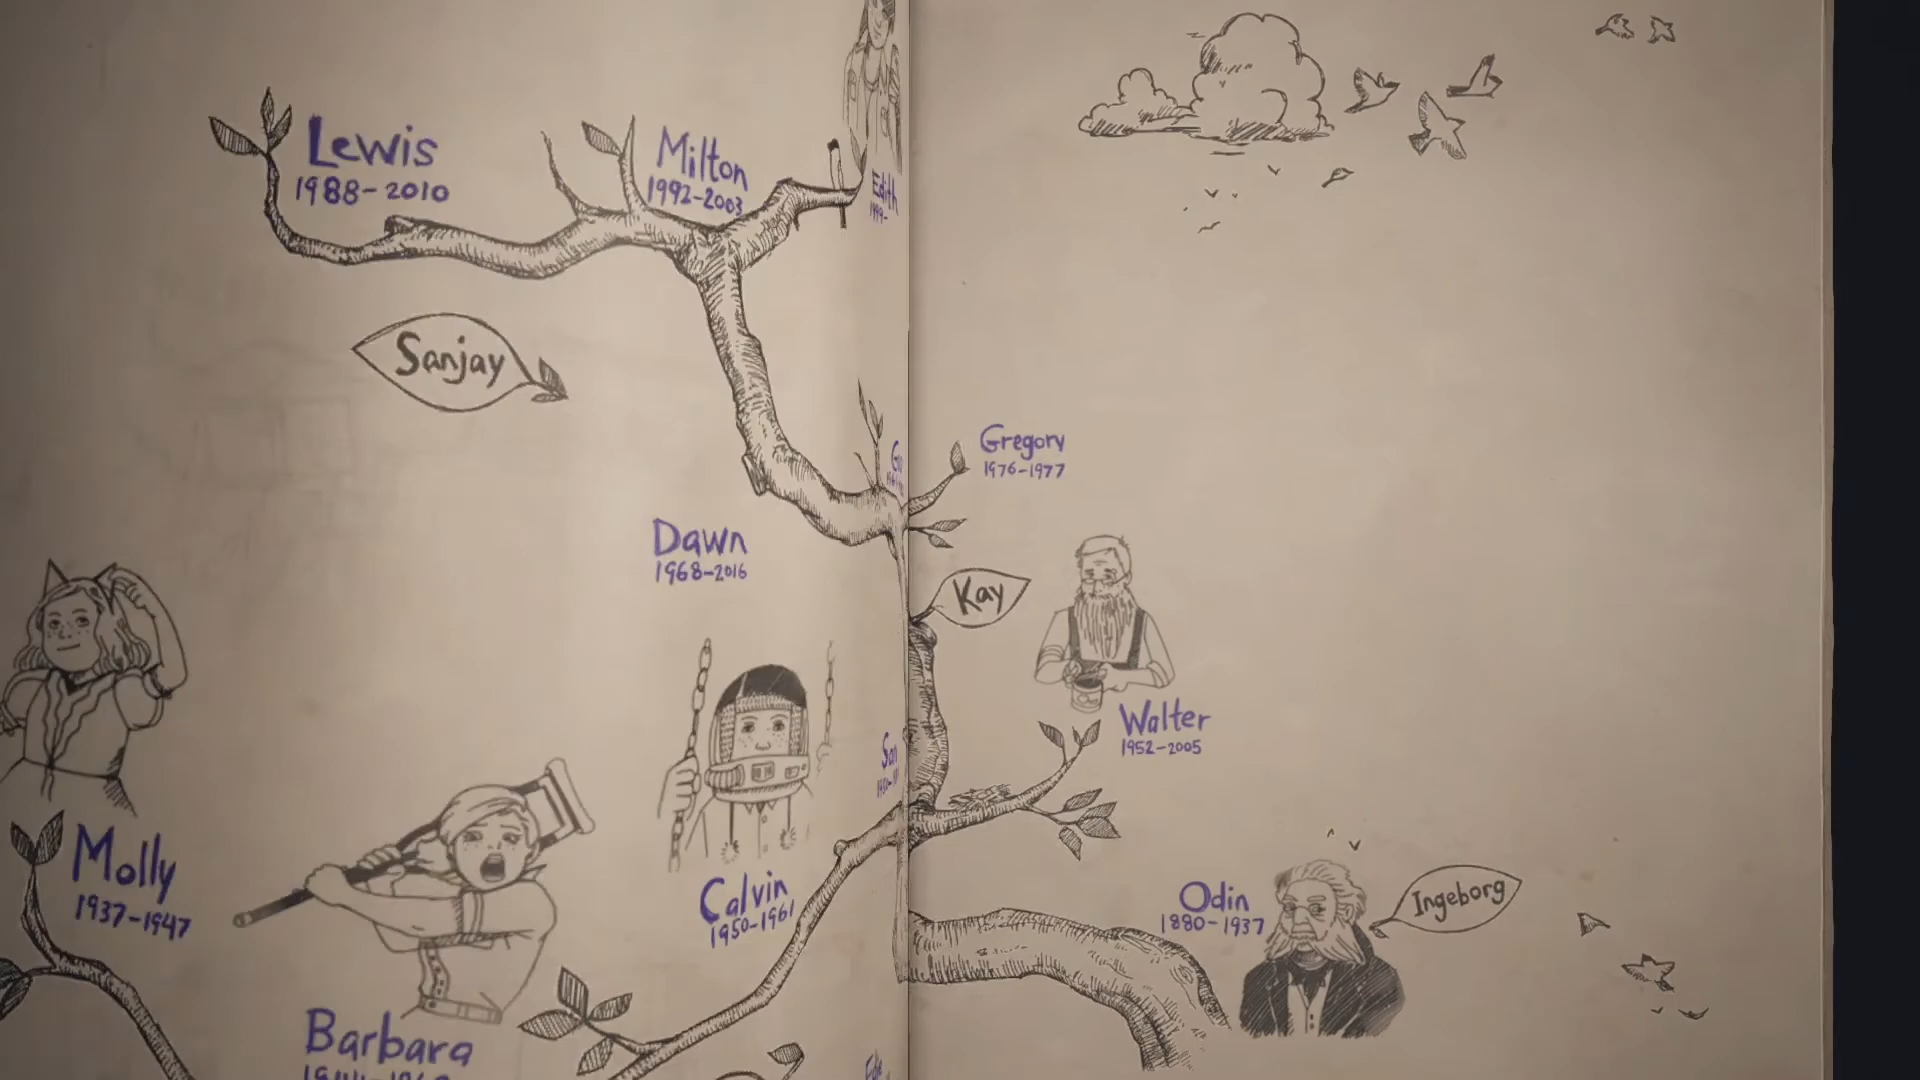 Lewis
1988-2010
Milton
1992-2003
Edith
1999-
Sanjay
Gregory
1976-1977
Dawn
1968-2016
Kay
Walter
1952-2005
Molly
1937-1947
Calvin
1950-1961
Odin
1880-1937
Ingeborg
Barbara